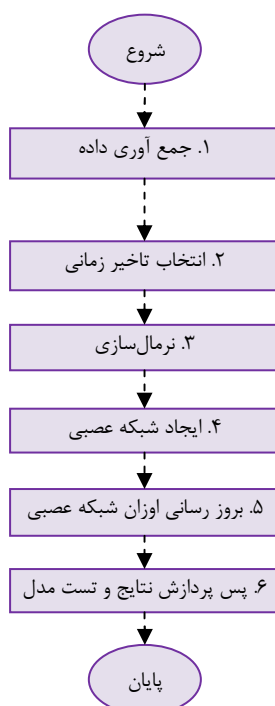 شروع
۱. جمع آوری داده
۲. انتخاب تاخیر زمانی
۳. نرمال‌سازی
۴. ایجاد شبکه عصبی
۵. بروز رسانی اوزان شبکه عصبی
۶. پس پردازش نتایج و تست مدل
پایان